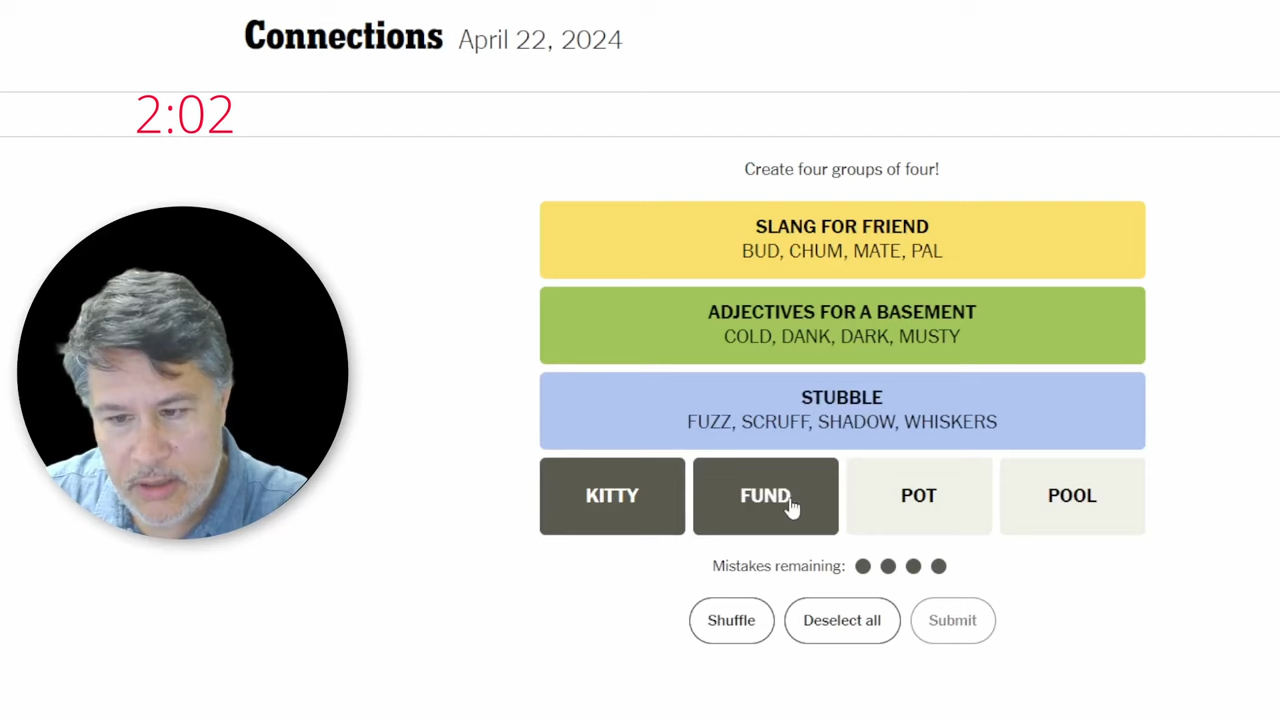 Connections April 22, 2024
2:02
Create four groups of four!
SLANG FOR FRIEND
BUD, CHUM, MATE, PAL
ADJECTIVES FOR A BASEMENT
COLD, DANK, DARK, MUSTY
STUBBLE
FUZZ, SCRUFF, SHADOW, WHISKERS
KITTY FUND POT POOL
Mistakes remaining:
Shuffle Deselect all Submit